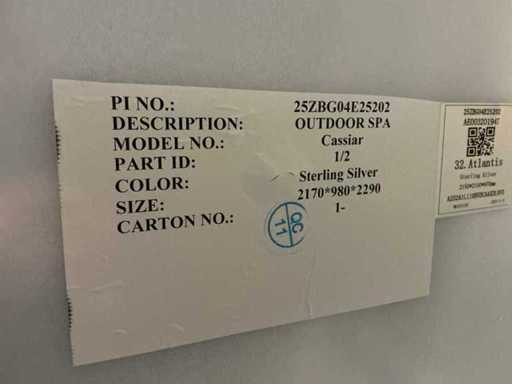 PI NO.: 25ZBG04E25202
DESCRIPTION: OUTDOOR SPA
MODEL NO.: Cassiar
PART ID: 1/2
COLOR: Sterling Silver
SIZE: 2170*980*2290
CARTON NO.: 1-
QC
11
25ZBG04E25202
32. Atlantis
Sterling Silver